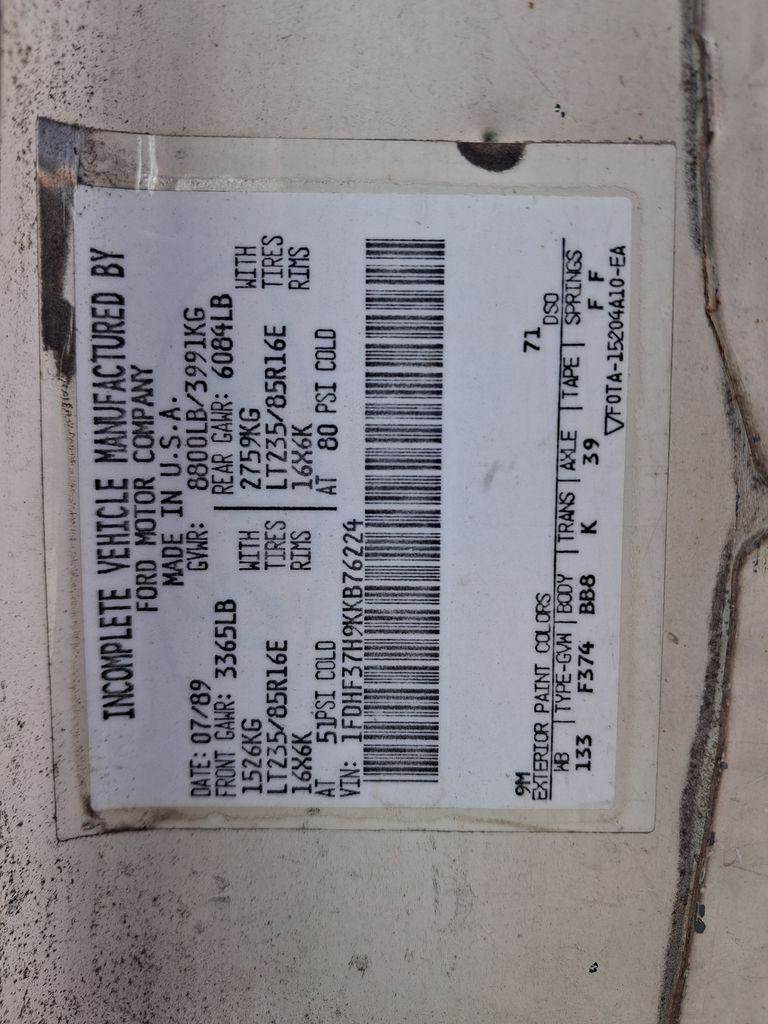 INCOMPLETE VEHICLE MANUFACTURED BY
FORD MOTOR COMPANY
MADE IN U.S.A.
DATE: 07/89 GVWR: 8800LB/3991KG
FRONT GAWR: 3365LB REAR GAWR: 6084LB
1526KG WITH 2759KG WITH
LT235/85R16E TIRES LT235/85R16E TIRES
16X6K RIMS 16X6K RIMS
AT 51PSI COLD AT 80 PSI COLD
VIN: 1FDHF37H9KKB76224
9M 71
EXTERIOR PAINT COLORS DSO
WB TYPE-GVW BODY TRANS AXLE TAPE SPRINGS
133 F374 BB8 K 39 F F
▽F0TA-15204A10-EA